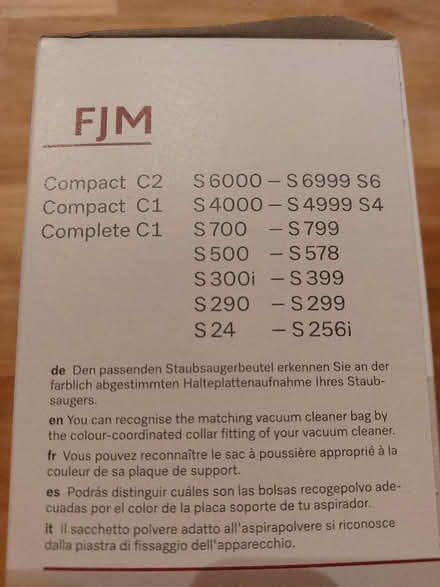 FJM
Compact C2 S 6000 – S 6999 S6
Compact C1 S 4000 – S 4999 S4
Complete C1 S 700 – S 799
S 500 – S 578
S 300i – S 399
S 290 – S 299
S 24 – S 256i
de Den passenden Staubsaugerbeutel erkennen Sie an der
farblich abgestimmten Halteplattenaufnahme Ihres Staub-
saugers.
en You can recognise the matching vacuum cleaner bag by
the colour-coordinated collar fitting of your vacuum cleaner.
fr Vous pouvez reconnaître le sac à poussière approprié à la
couleur de sa plaque de support.
es Podrás distinguir cuáles son las bolsas recogepolvo ade-
cuadas por el color de la placa soporte de tu aspirador.
it Il sacchetto polvere adatto all'aspirapolvere si riconosce
dalla piastra di fissaggio dell'apparecchio.